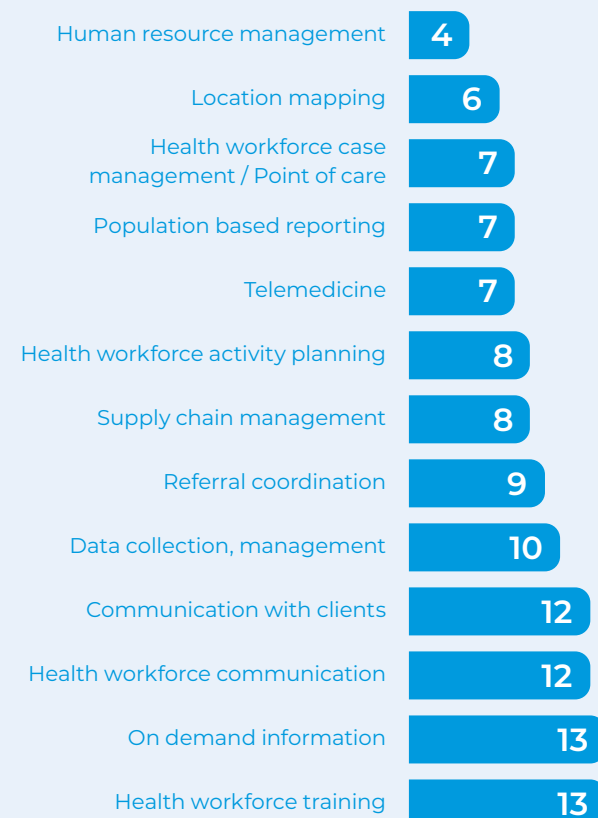 Human resource management 4
Location mapping 6
Health workforce case
management / Point of care 7
Population based reporting 7
Telemedicine 7
Health workforce activity planning 8
Supply chain management 8
Referral coordination 9
Data collection, management 10
Communication with clients 12
Health workforce communication 12
On demand information 13
Health workforce training 13